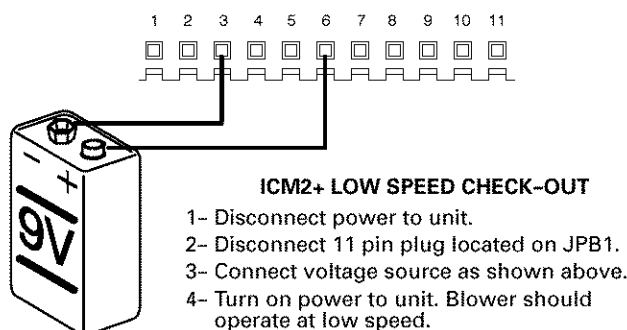 1 2 3 4 5 6 7 8 9 10 11
− +
9V
ICM2+ LOW SPEED CHECK-OUT
1- Disconnect power to unit.
2- Disconnect 11 pin plug located on JPB1.
3- Connect voltage source as shown above.
4- Turn on power to unit. Blower should
operate at low speed.